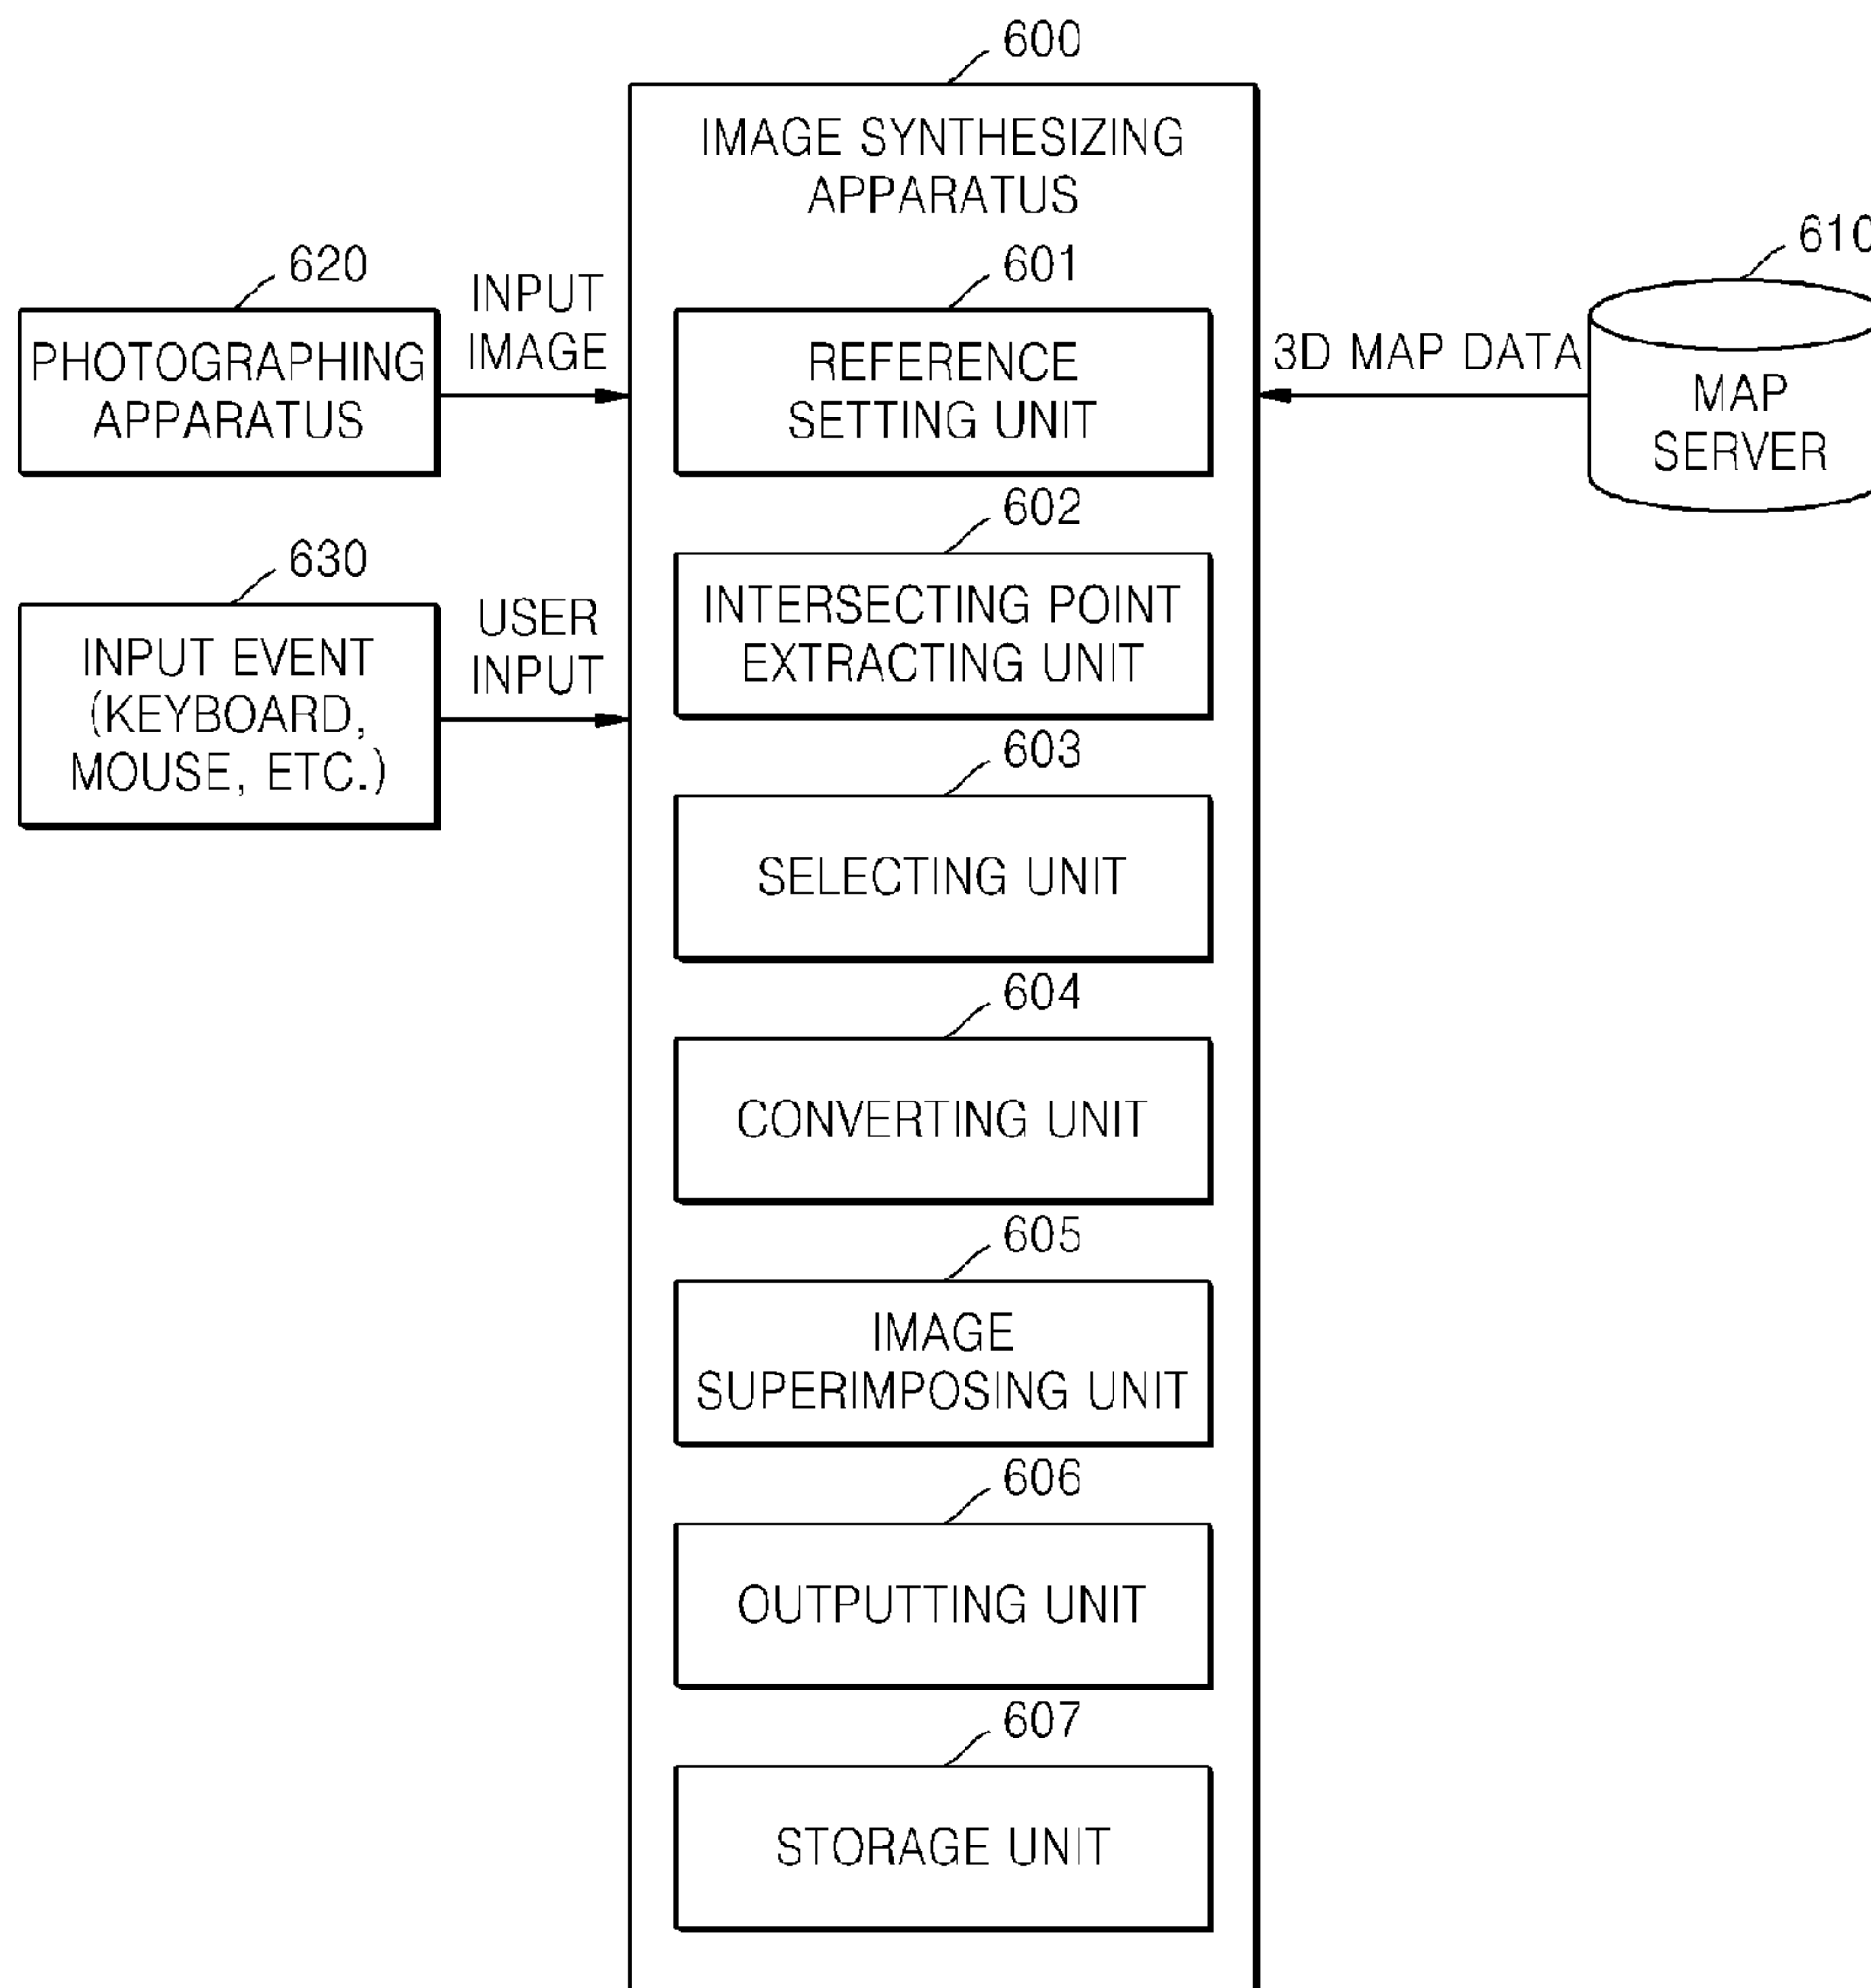 600
IMAGE SYNTHESIZING
APPARATUS
620
PHOTOGRAPHING
APPARATUS
INPUT
IMAGE
601
REFERENCE
SETTING UNIT
3D MAP DATA
610
MAP
SERVER
630
INPUT EVENT
(KEYBOARD,
MOUSE, ETC.)
USER
INPUT
602
INTERSECTING POINT
EXTRACTING UNIT
603
SELECTING UNIT
604
CONVERTING UNIT
605
IMAGE
SUPERIMPOSING UNIT
606
OUTPUTTING UNIT
607
STORAGE UNIT